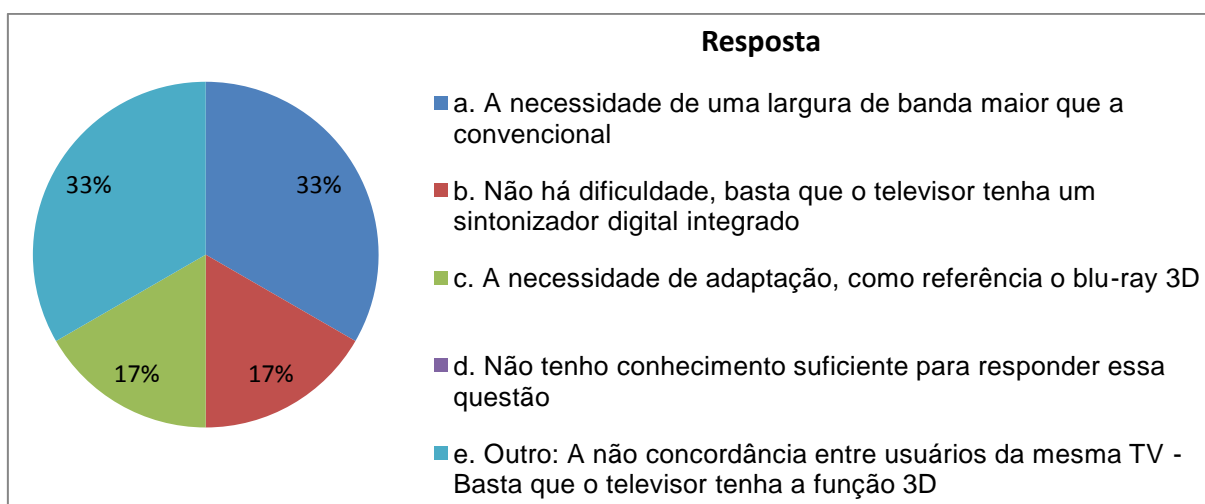 Resposta
33%
33%
17%
17%
a. A necessidade de uma largura de banda maior que a
convencional
b. Não há dificuldade, basta que o televisor tenha um
sintonizador digital integrado
c. A necessidade de adaptação, como referência o blu-ray 3D
d. Não tenho conhecimento suficiente para responder essa
questão
e. Outro: A não concordância entre usuários da mesma TV -
Basta que o televisor tenha a função 3D